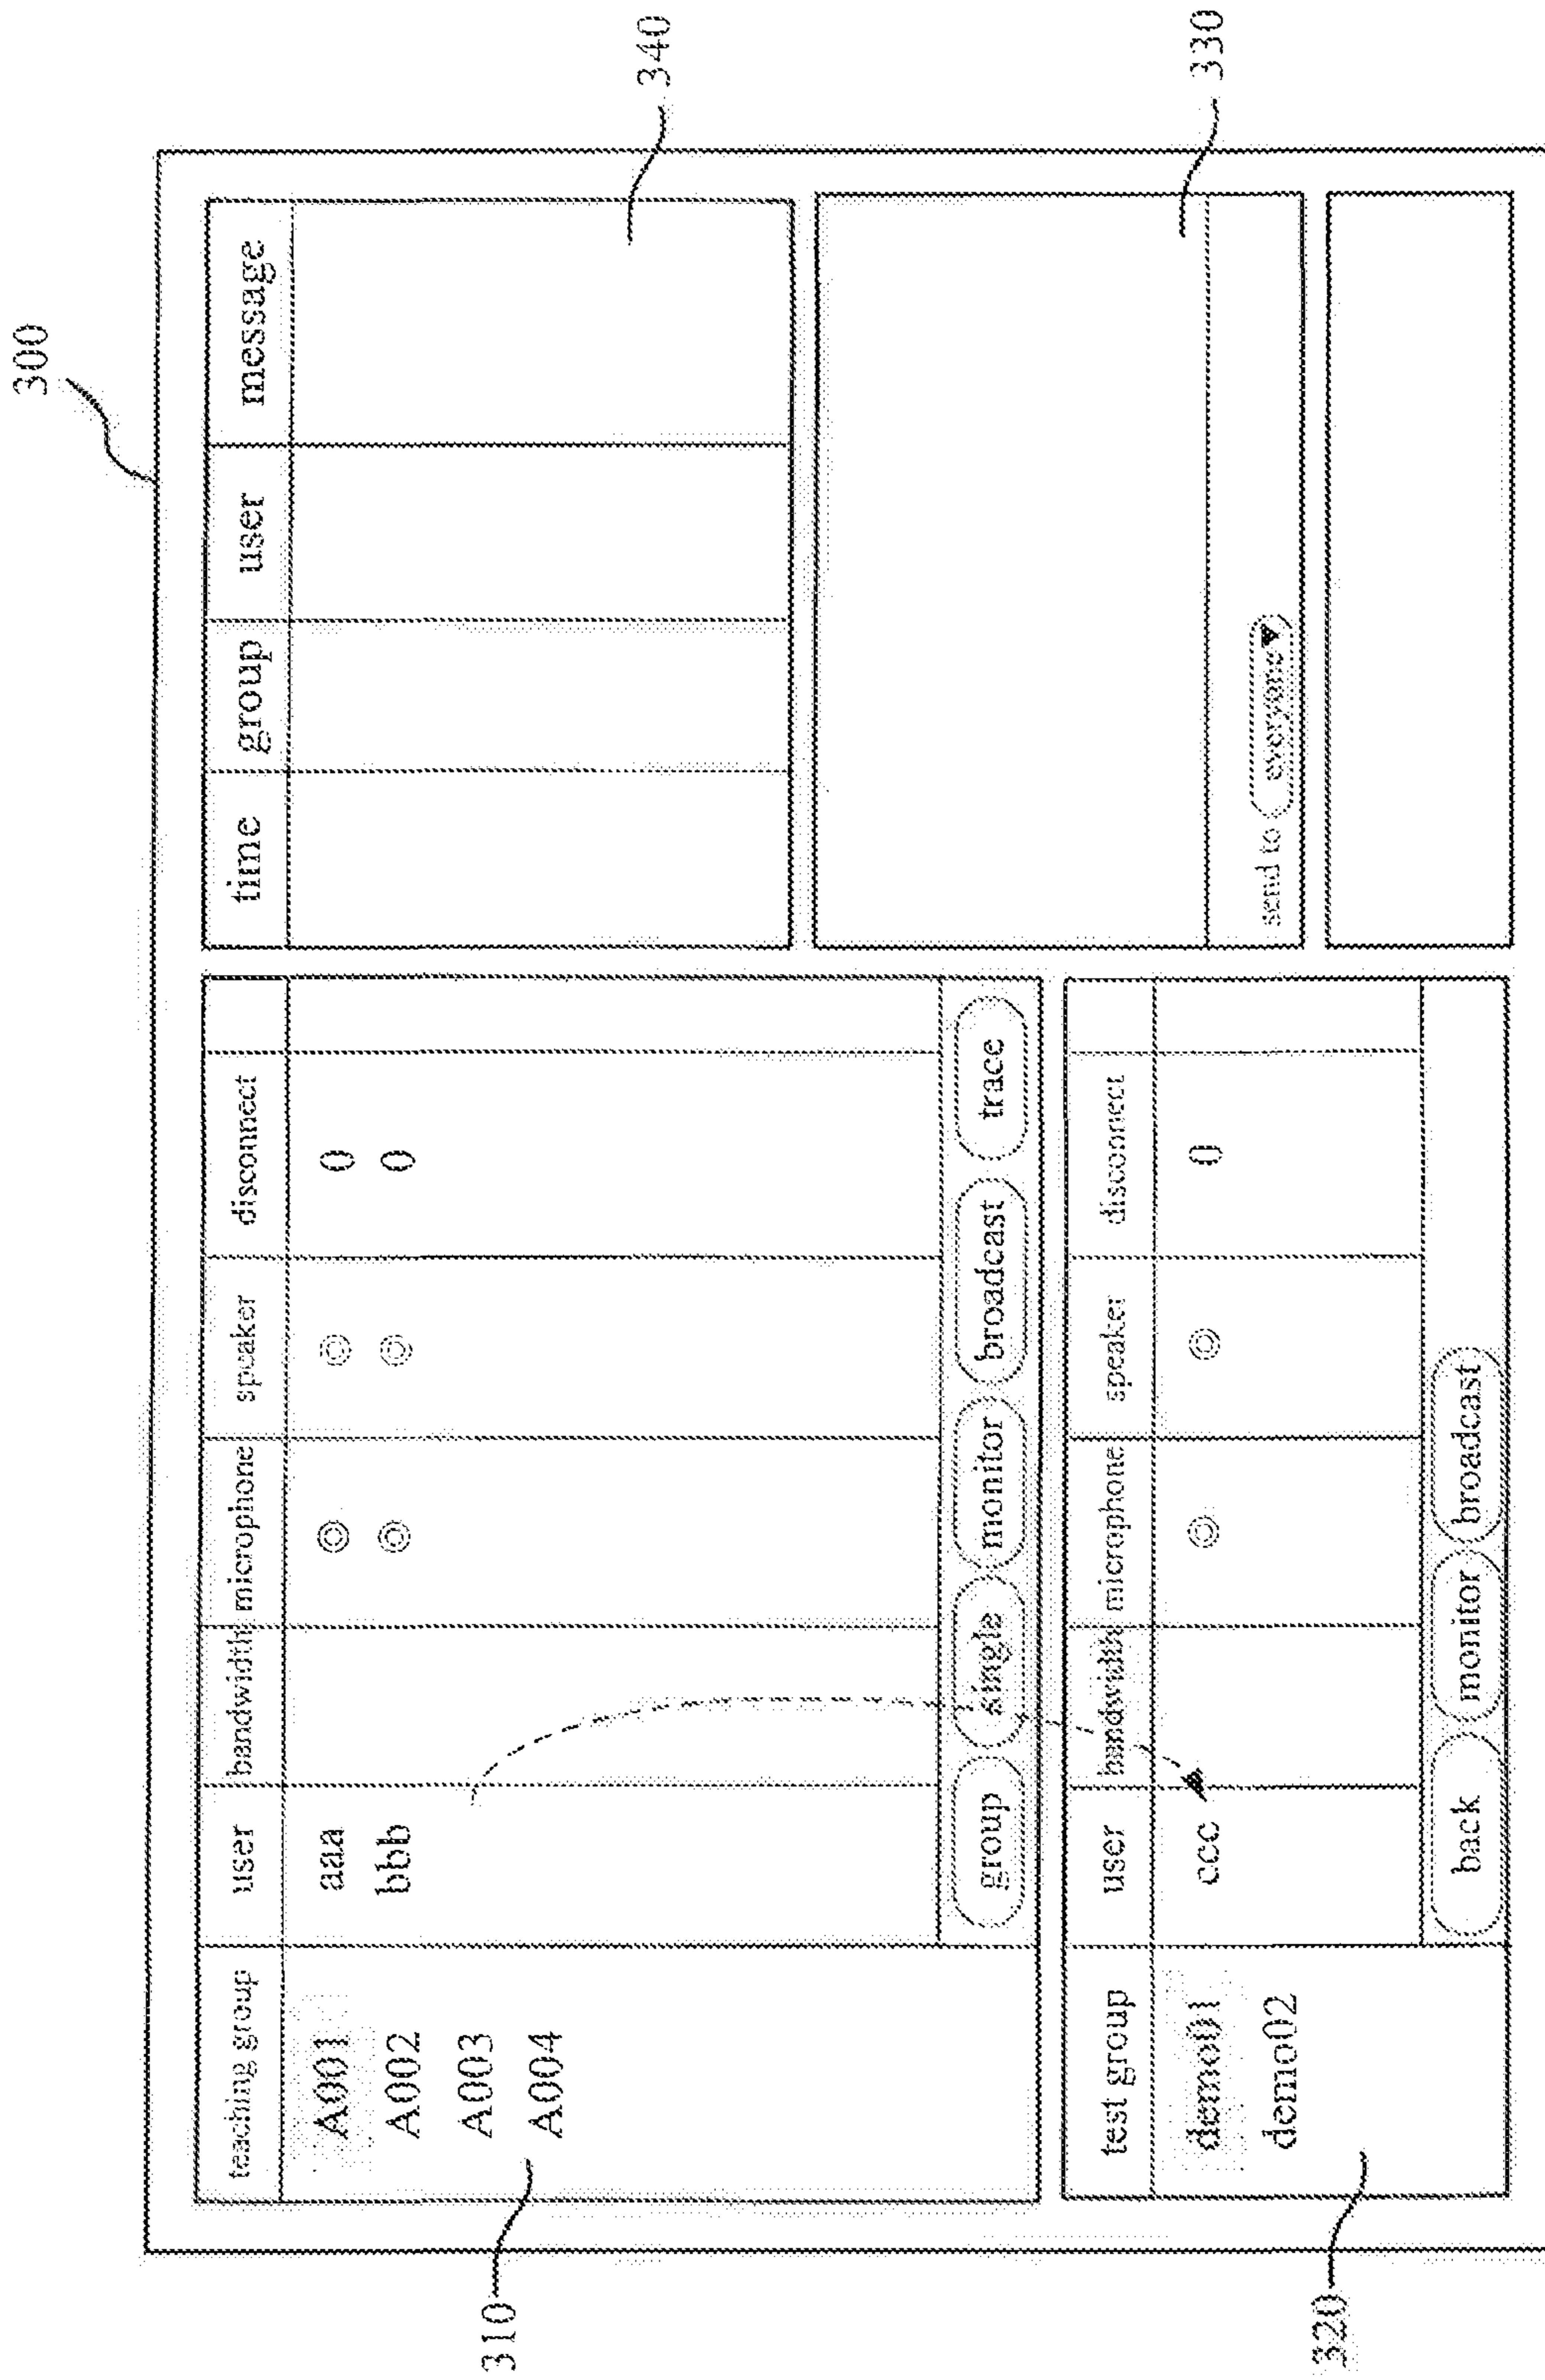 300
teaching group user bandwidth microphone speaker disconnect
A001 aaa ◎ ◎ 0
A002 bbb ◎ ◎ 0
A003
A004
group single monitor broadcast trace
310
test group user bandwidth microphone speaker disconnect
demo01 ccc ◎ ◎ 0
demo02
back monitor broadcast
320
time group user message
340
330
send to everyone